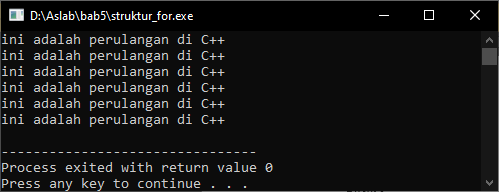 D:\Aslab\bab5\struktur_for.exe
ini adalah perulangan di C++
ini adalah perulangan di C++
ini adalah perulangan di C++
ini adalah perulangan di C++
ini adalah perulangan di C++
ini adalah perulangan di C++
--------------------------------
Process exited with return value 0
Press any key to continue . . .